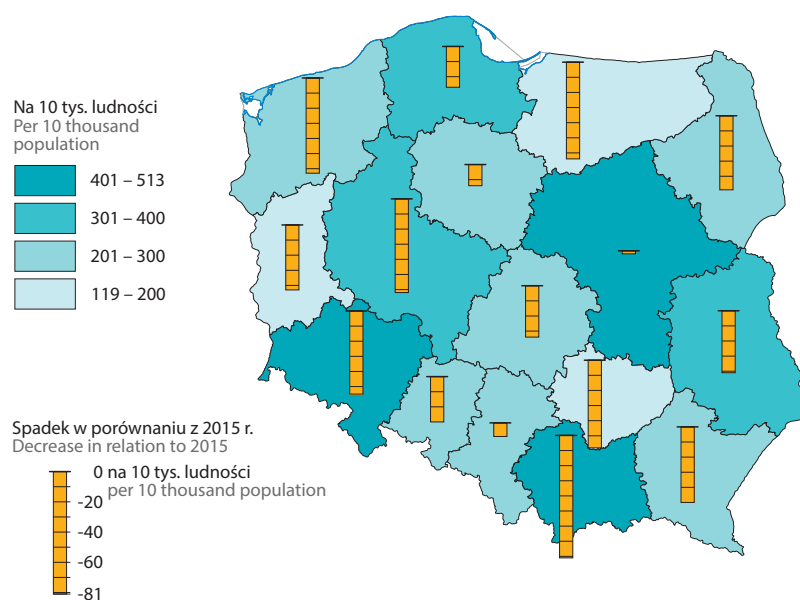 Na 10 tys. ludności
Per 10 thousand
population
401 – 513
301 – 400
201 – 300
119 – 200
Spadek w porównaniu z 2015 r.
Decrease in relation to 2015
0 na 10 tys. ludności
per 10 thousand population
-20
-40
-60
-81